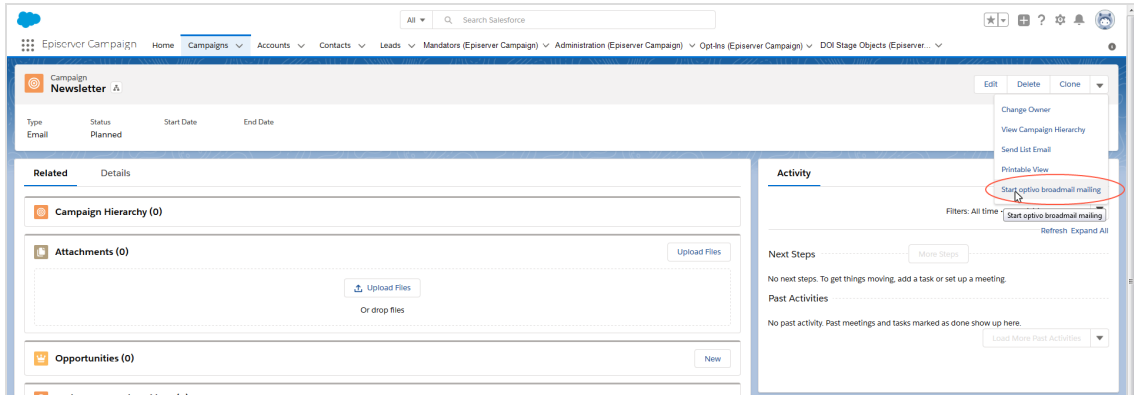 All
Search Salesforce
Episerver Campaign Home Campaigns Accounts Contacts Leads Mandators (Episerver Campaign) Administration (Episerver Campaign) Opt-Ins (Episerver Campaign) DOI Stage Objects (Episerver...
Campaign
Newsletter
Edit Delete Clone
Type Status Start Date End Date
Email Planned
Change Owner
View Campaign Hierarchy
Send List Email
Printable View
Start optivo broadmail mailing
Start optivo broadmail mailing
Related Details
Campaign Hierarchy (0)
Attachments (0)
Upload Files
Upload Files
Or drop files
Opportunities (0)
New
Activity
Filters: All time
Refresh Expand All
Next Steps
More Steps
No next steps. To get things moving, add a task or set up a meeting.
Past Activities
No past activity. Past meetings and tasks marked as done show up here.
Load More Past Activities